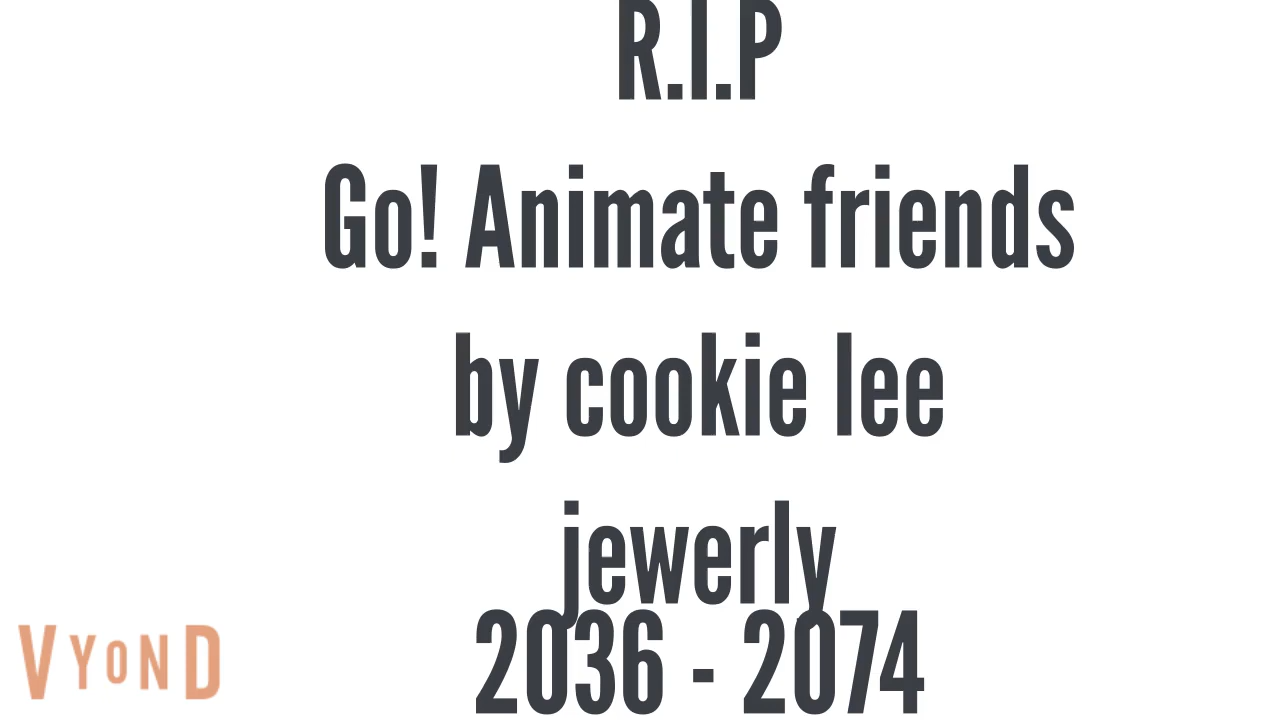 R.I.P
Go! Animate friends
by cookie lee
jewerly
2036 - 2074
VYOND